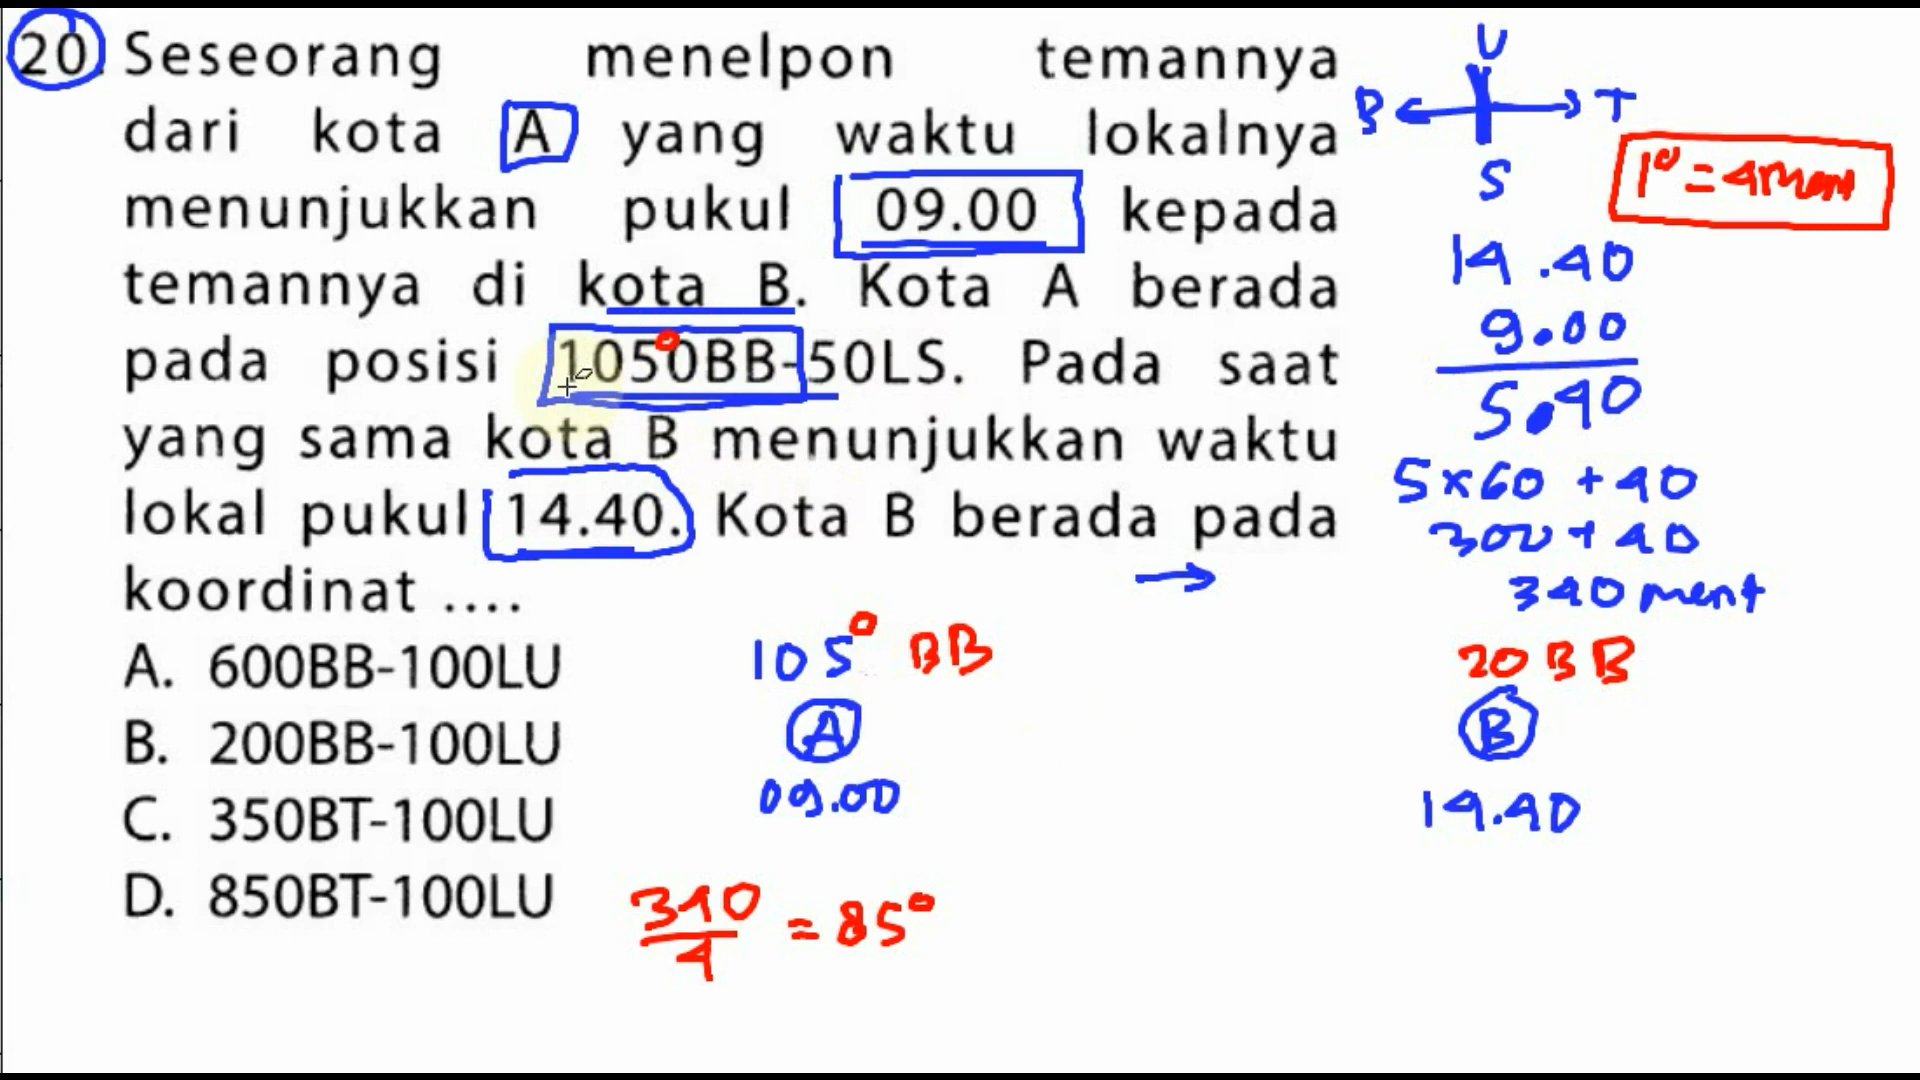 20. Seseorang menelpon temannya
dari kota A yang waktu lokalnya
menunjukkan pukul 09.00 kepada
temannya di kota B. Kota A berada
pada posisi 1050BB-50LS. Pada saat
yang sama kota B menunjukkan waktu
lokal pukul 14.40. Kota B berada pada
koordinat ....
A. 600BB-100LU
B. 200BB-100LU
C. 350BT-100LU
D. 850BT-100LU
105° BB
A
09.00
340
4
= 85°
U
B T
S
1° = 4 ment
14.40
9.00
5.40
5x60 + 40
300 + 40
340 ment
20 BB
B
14.40